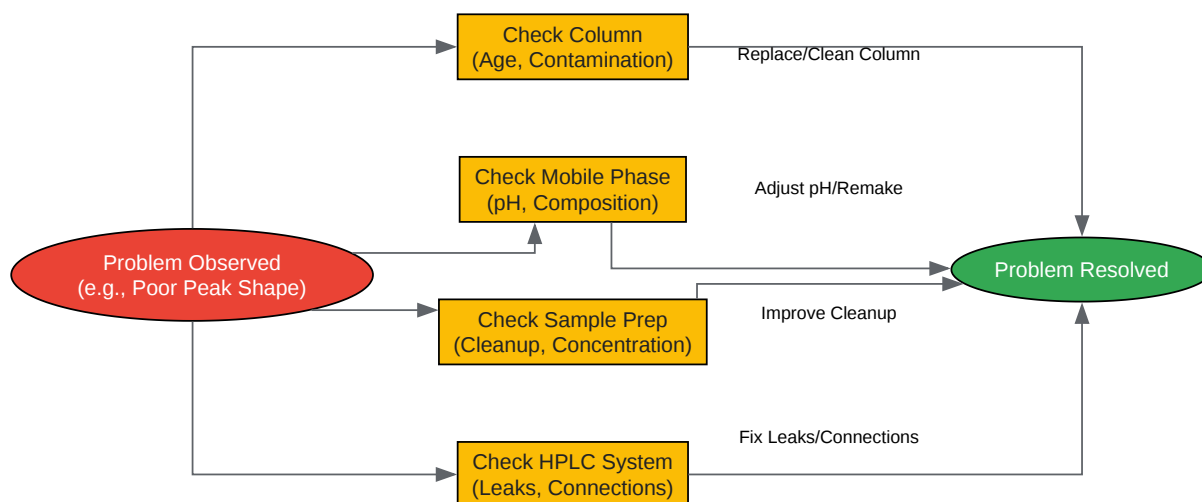 Check Column
(Age, Contamination)
Replace/Clean Column
Check Mobile Phase
(pH, Composition)
Adjust pH/Remake
Problem Observed
(e.g., Poor Peak Shape)
Problem Resolved
Check Sample Prep
(Cleanup, Concentration)
Improve Cleanup
Check HPLC System
(Leaks, Connections)
Fix Leaks/Connections